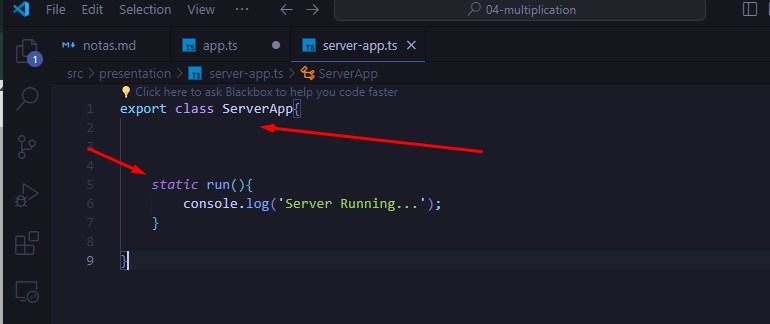 File Edit Selection View ... 04-multiplication
notas.md app.ts server-app.ts
src > presentation > server-app.ts > ServerApp
Click here to ask Blackbox to help you code faster
1 export class ServerApp{
2
3
4
5 static run(){
6 console.log('Server Running...');
7 }
8
9 }
1